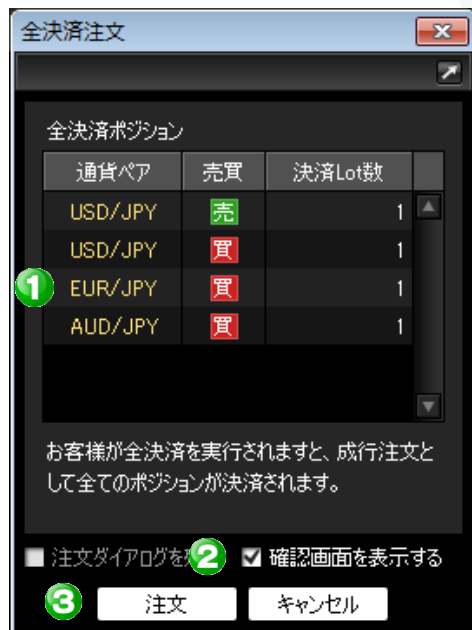 全決済注文
全決済ポジション
通貨ペア 売買 決済Lot数
USD/JPY 売 1
USD/JPY 買 1
1 EUR/JPY 買 1
AUD/JPY 買 1
お客様が全決済を実行されますと、成行注文と
して全てのポジションが決済されます。
注文ダイアログを 2 確認画面を表示する
3 注文 キャンセル